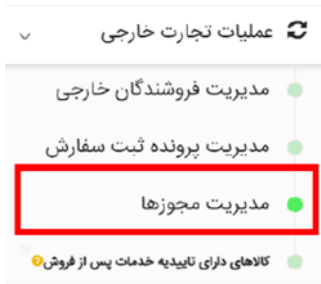 عملیات تجارت خارجی
مدیریت فروشندگان خارجی
مدیریت پرونده ثبت سفارش
مدیریت مجوزها
کالاهای دارای تاییدیه خدمات پس از فروش